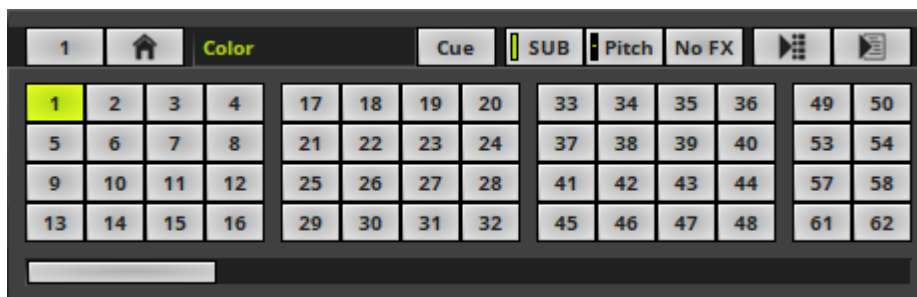 1 Color Cue SUB Pitch No FX
1 2 3 4 17 18 19 20 33 34 35 36 49 50
5 6 7 8 21 22 23 24 37 38 39 40 53 54
9 10 11 12 25 26 27 28 41 42 43 44 57 58
13 14 15 16 29 30 31 32 45 46 47 48 61 62